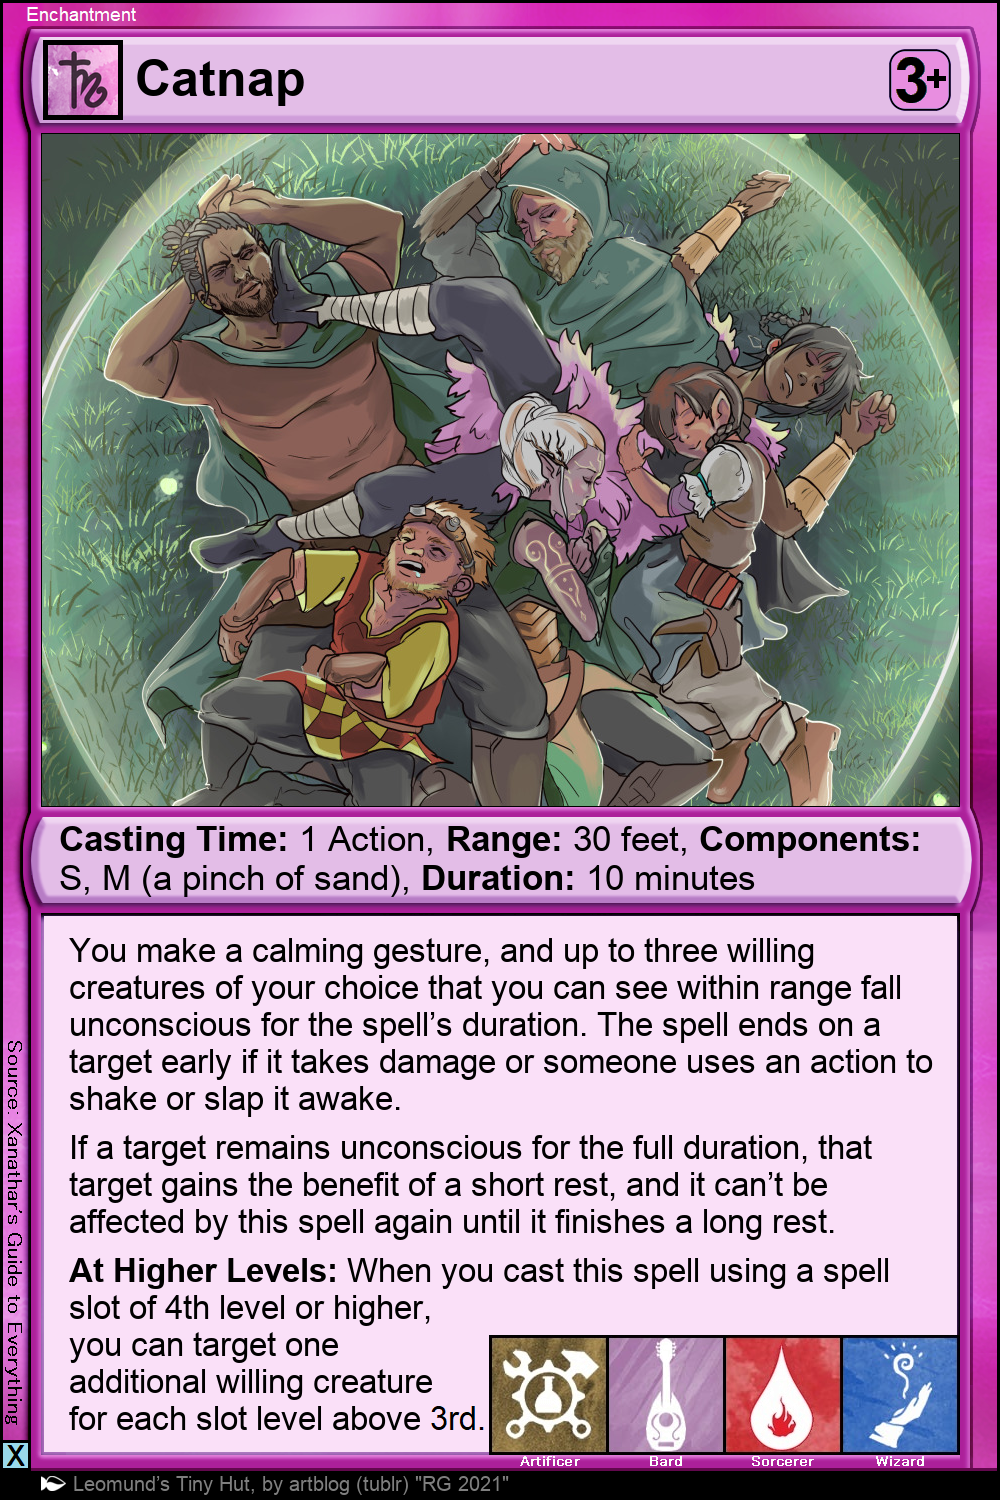 Enchantment
Catnap
3+
Casting Time: 1 Action, Range: 30 feet, Components:
S, M (a pinch of sand), Duration: 10 minutes
You make a calming gesture, and up to three willing
creatures of your choice that you can see within range fall
unconscious for the spell’s duration. The spell ends on a
target early if it takes damage or someone uses an action to
shake or slap it awake.
If a target remains unconscious for the full duration, that
target gains the benefit of a short rest, and it can’t be
affected by this spell again until it finishes a long rest.
At Higher Levels: When you cast this spell using a spell
slot of 4th level or higher,
you can target one
additional willing creature
for each slot level above 3rd.
Artificer
Bard
Sorcerer
Wizard
Source: Xanathar's Guide to Everything
X
Leomund’s Tiny Hut, by artblog (tublr) "RG 2021"